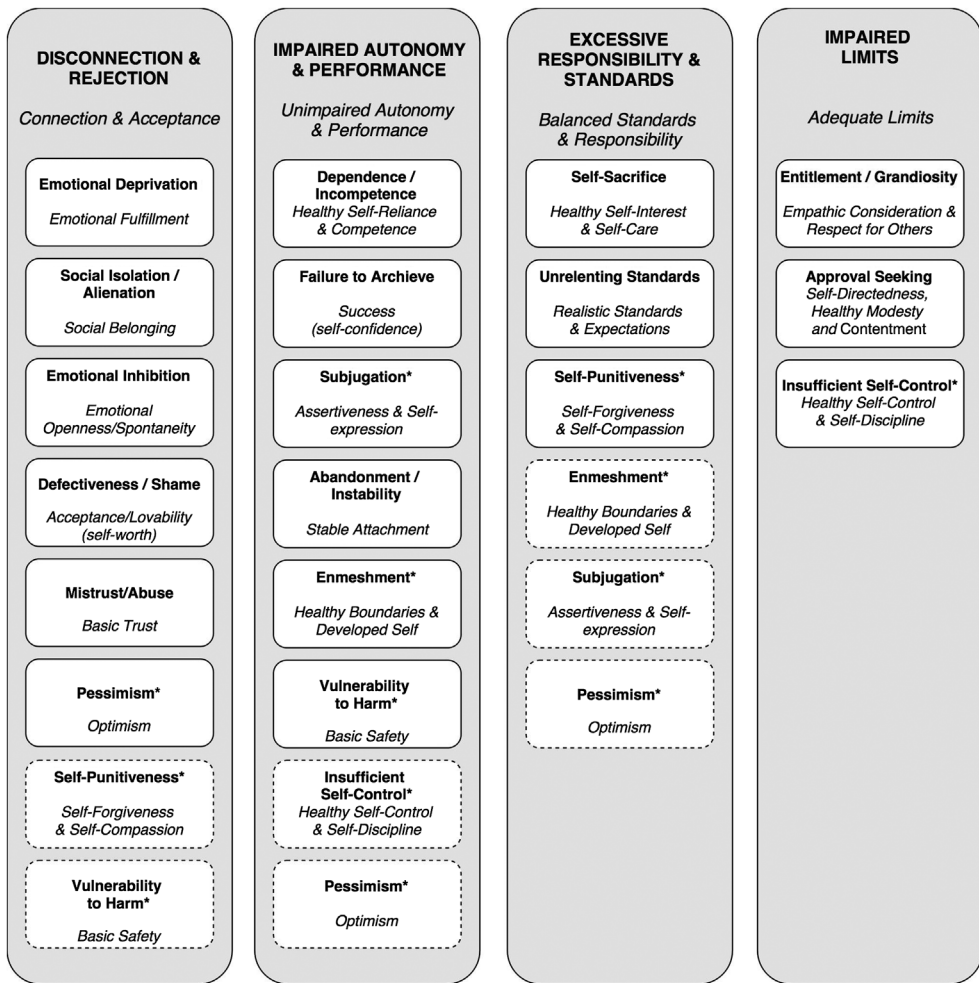 DISCONNECTION &
REJECTION
Connection & Acceptance
Emotional Deprivation
Emotional Fulfillment
Social Isolation /
Alienation
Social Belonging
Emotional Inhibition
Emotional
Openness/Spontaneity
Defectiveness / Shame
Acceptance/Lovability
(self-worth)
Mistrust/Abuse
Basic Trust
Pessimism*
Optimism
Self-Punitiveness*
Self-Forgiveness
& Self-Compassion
Vulnerability
to Harm*
Basic Safety
IMPAIRED AUTONOMY
& PERFORMANCE
Unimpaired Autonomy
& Performance
Dependence /
Incompetence
Healthy Self-Reliance
& Competence
Failure to Archieve
Success
(self-confidence)
Subjugation*
Assertiveness & Self-
expression
Abandonment /
Instability
Stable Attachment
Enmeshment*
Healthy Boundaries &
Developed Self
Vulnerability
to Harm*
Basic Safety
Insufficient
Self-Control*
Healthy Self-Control
& Self-Discipline
Pessimism*
Optimism
EXCESSIVE
RESPONSIBILITY &
STANDARDS
Balanced Standards
& Responsibility
Self-Sacrifice
Healthy Self-Interest
& Self-Care
Unrelenting Standards
Realistic Standards
& Expectations
Self-Punitiveness*
Self-Forgiveness
& Self-Compassion
Enmeshment*
Healthy Boundaries &
Developed Self
Subjugation*
Assertiveness & Self-
expression
Pessimism*
Optimism
IMPAIRED
LIMITS
Adequate Limits
Entitlement / Grandiosity
Empathic Consideration &
Respect for Others
Approval Seeking
Self-Directedness,
Healthy Modesty
and Contentment
Insufficient Self-Control*
Healthy Self-Control
& Self-Discipline